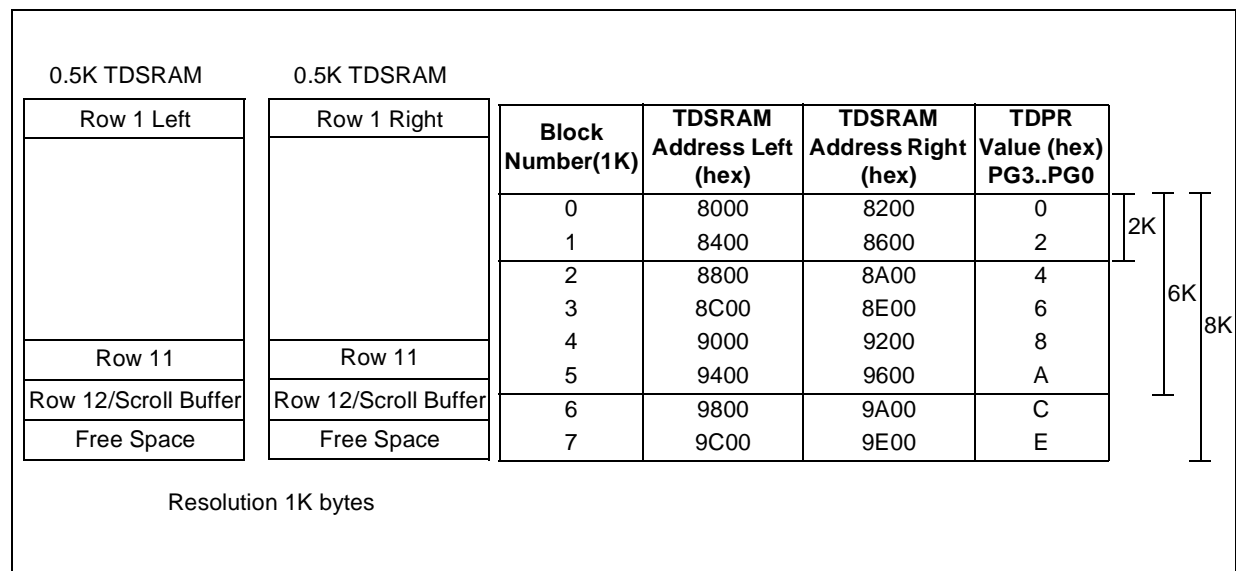 0.5K TDSRAM
0.5K TDSRAM
Row 1 Left
Row 11
Row 12/Scroll Buffer
Free Space
Row 1 Right
Row 11
Row 12/Scroll Buffer
Free Space
Resolution 1K bytes
Block Number(1K) TDSRAM Address Left (hex) TDSRAM Address Right (hex) TDPR Value (hex) PG3..PG0
0 8000 8200 0
1 8400 8600 2
2 8800 8A00 4
3 8C00 8E00 6
4 9000 9200 8
5 9400 9600 A
6 9800 9A00 C
7 9C00 9E00 E
2K
6K
8K